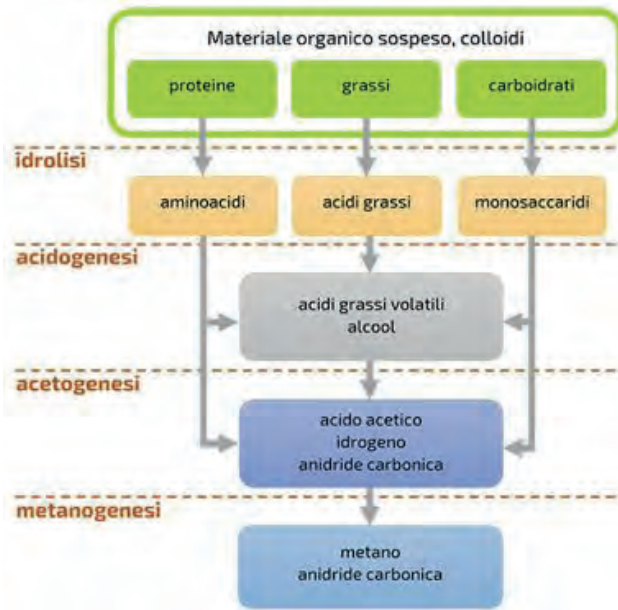 Materiale organico sospeso, colloidi
proteine
grassi
carboidrati
idrolisi
aminoacidi
acidi grassi
monosaccaridi
acidogenesi
acidi grassi volatili
alcool
acetogenesi
acido acetico
idrogeno
anidride carbonica
metanogenesi
metano
anidride carbonica